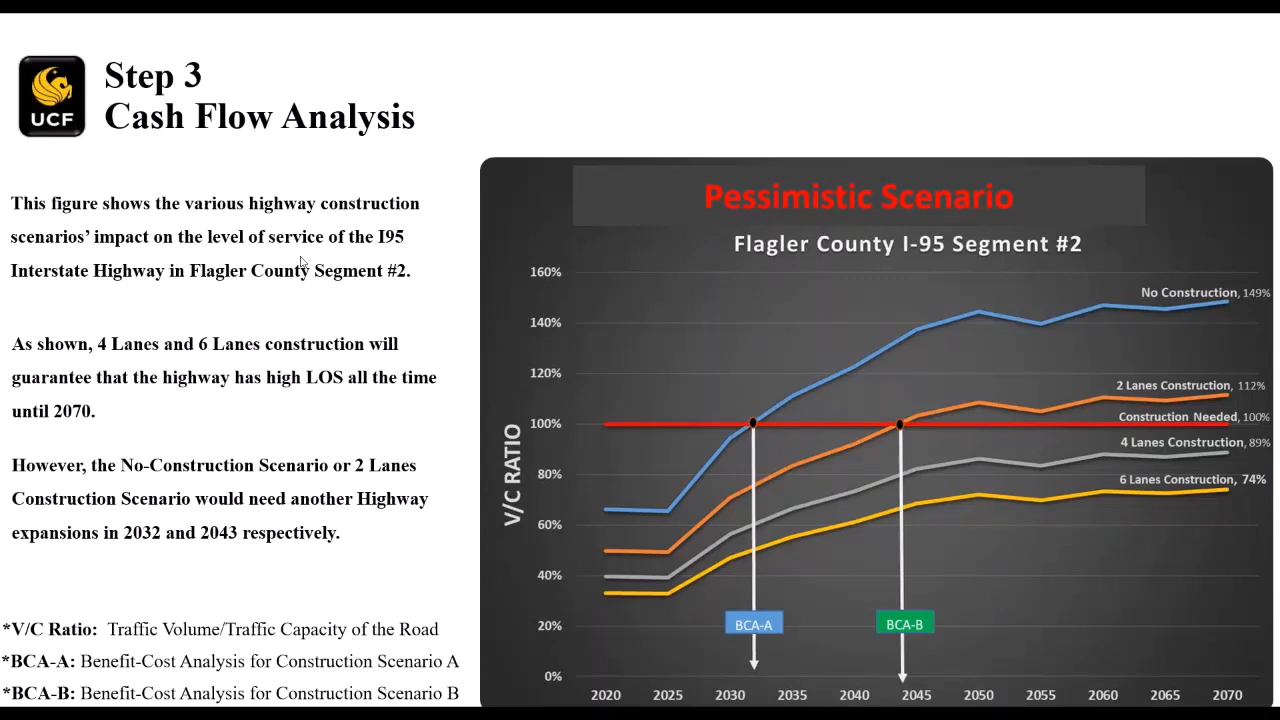 UCF
Step 3
Cash Flow Analysis
This figure shows the various highway construction
scenarios’ impact on the level of service of the I95
Interstate Highway in Flagler County Segment #2.
As shown, 4 Lanes and 6 Lanes construction will
guarantee that the highway has high LOS all the time
until 2070.
However, the No-Construction Scenario or 2 Lanes
Construction Scenario would need another Highway
expansions in 2032 and 2043 respectively.
*V/C Ratio: Traffic Volume/Traffic Capacity of the Road
*BCA-A: Benefit-Cost Analysis for Construction Scenario A
*BCA-B: Benefit-Cost Analysis for Construction Scenario B
Pessimistic Scenario
Flagler County I-95 Segment #2
V/C RATIO
160%
140%
120%
100%
80%
60%
40%
20%
0%
No Construction, 149%
2 Lanes Construction, 112%
Construction Needed, 100%
4 Lanes Construction, 89%
6 Lanes Construction, 74%
BCA-A
BCA-B
2020 2025 2030 2035 2040 2045 2050 2055 2060 2065 2070